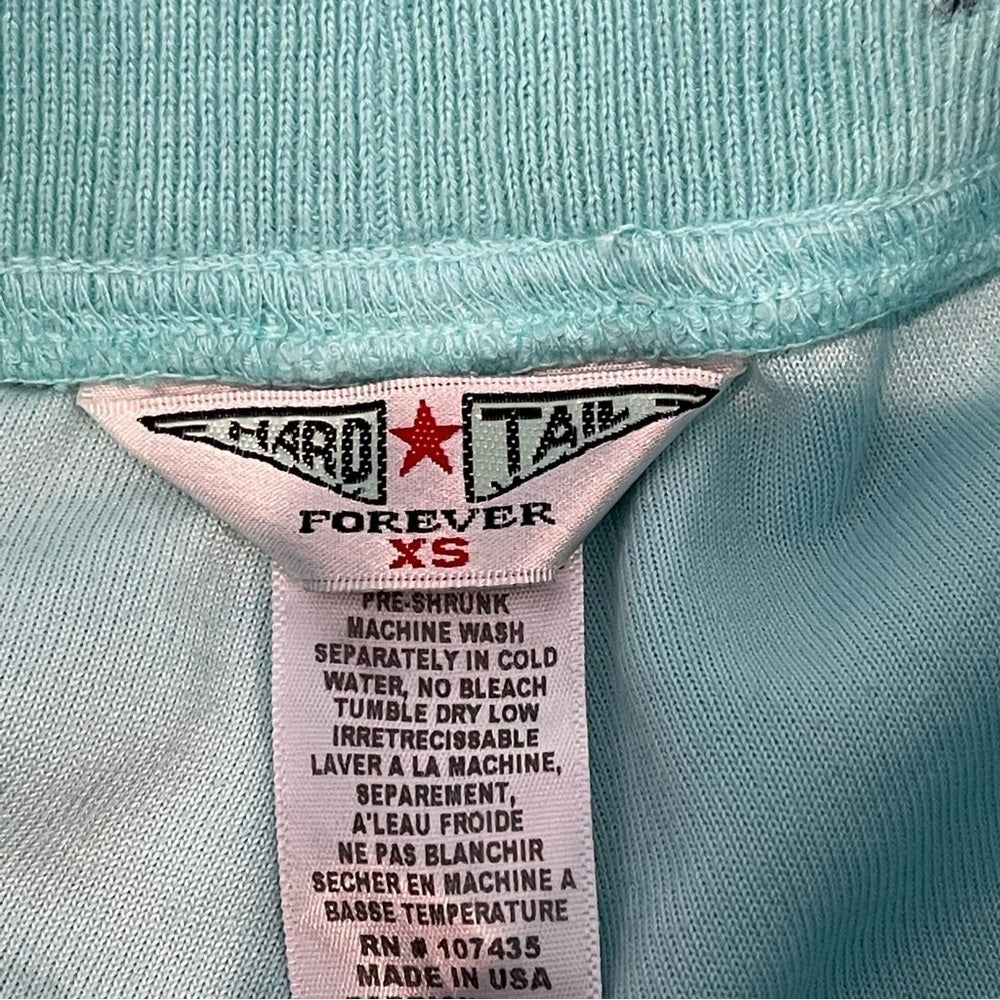 HARD TAIL
FOREVER
XS
PRE-SHRUNK
MACHINE WASH
SEPARATELY IN COLD
WATER, NO BLEACH
TUMBLE DRY LOW
IRRETRECISSABLE
LAVER A LA MACHINE,
SEPAREMENT,
A'LEAU FROIDE
NE PAS BLANCHIR
SECHER EN MACHINE A
BASSE TEMPERATURE
RN # 107435
MADE IN USA